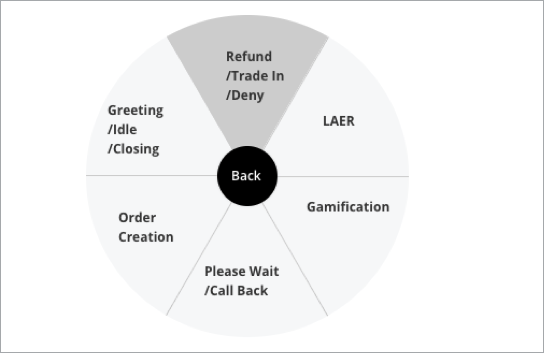 Refund
/Trade In
/Deny
LAER
Gamification
Please Wait
/Call Back
Order
Creation
Greeting
/Idle
/Closing
Back